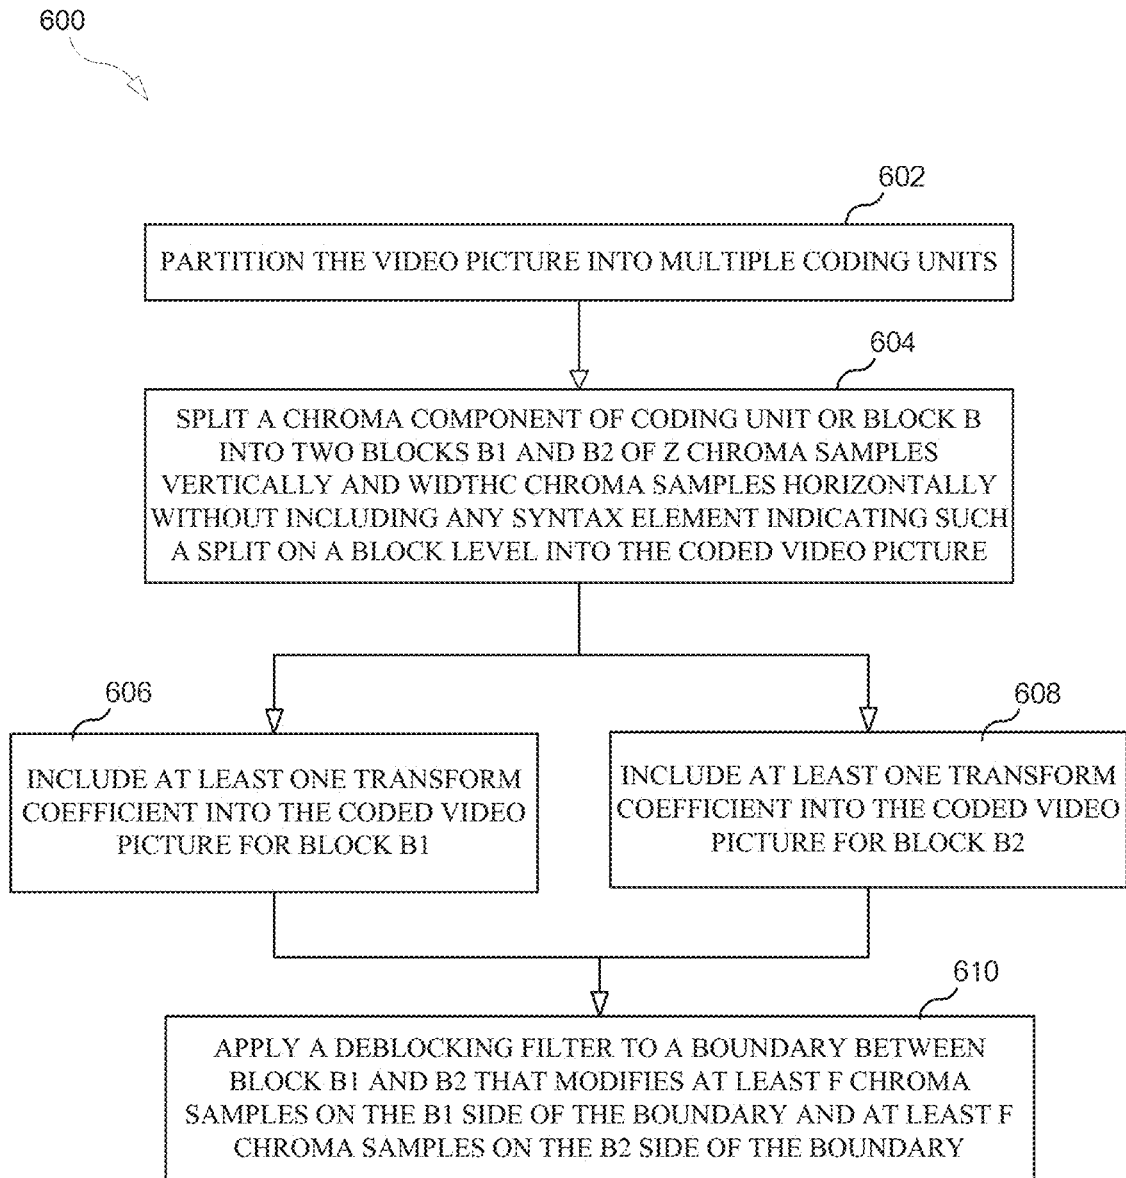 600
602
PARTITION THE VIDEO PICTURE INTO MULTIPLE CODING UNITS
604
SPLIT A CHROMA COMPONENT OF CODING UNIT OR BLOCK B
INTO TWO BLOCKS B1 AND B2 OF Z CHROMA SAMPLES
VERTICALLY AND WIDTHC CHROMA SAMPLES HORIZONTALLY
WITHOUT INCLUDING ANY SYNTAX ELEMENT INDICATING SUCH
A SPLIT ON A BLOCK LEVEL INTO THE CODED VIDEO PICTURE
606
INCLUDE AT LEAST ONE TRANSFORM
COEFFICIENT INTO THE CODED VIDEO
PICTURE FOR BLOCK B1
608
INCLUDE AT LEAST ONE TRANSFORM
COEFFICIENT INTO THE CODED VIDEO
PICTURE FOR BLOCK B2
610
APPLY A DEBLOCKING FILTER TO A BOUNDARY BETWEEN
BLOCK B1 AND B2 THAT MODIFIES AT LEAST F CHROMA
SAMPLES ON THE B1 SIDE OF THE BOUNDARY AND AT LEAST F
CHROMA SAMPLES ON THE B2 SIDE OF THE BOUNDARY